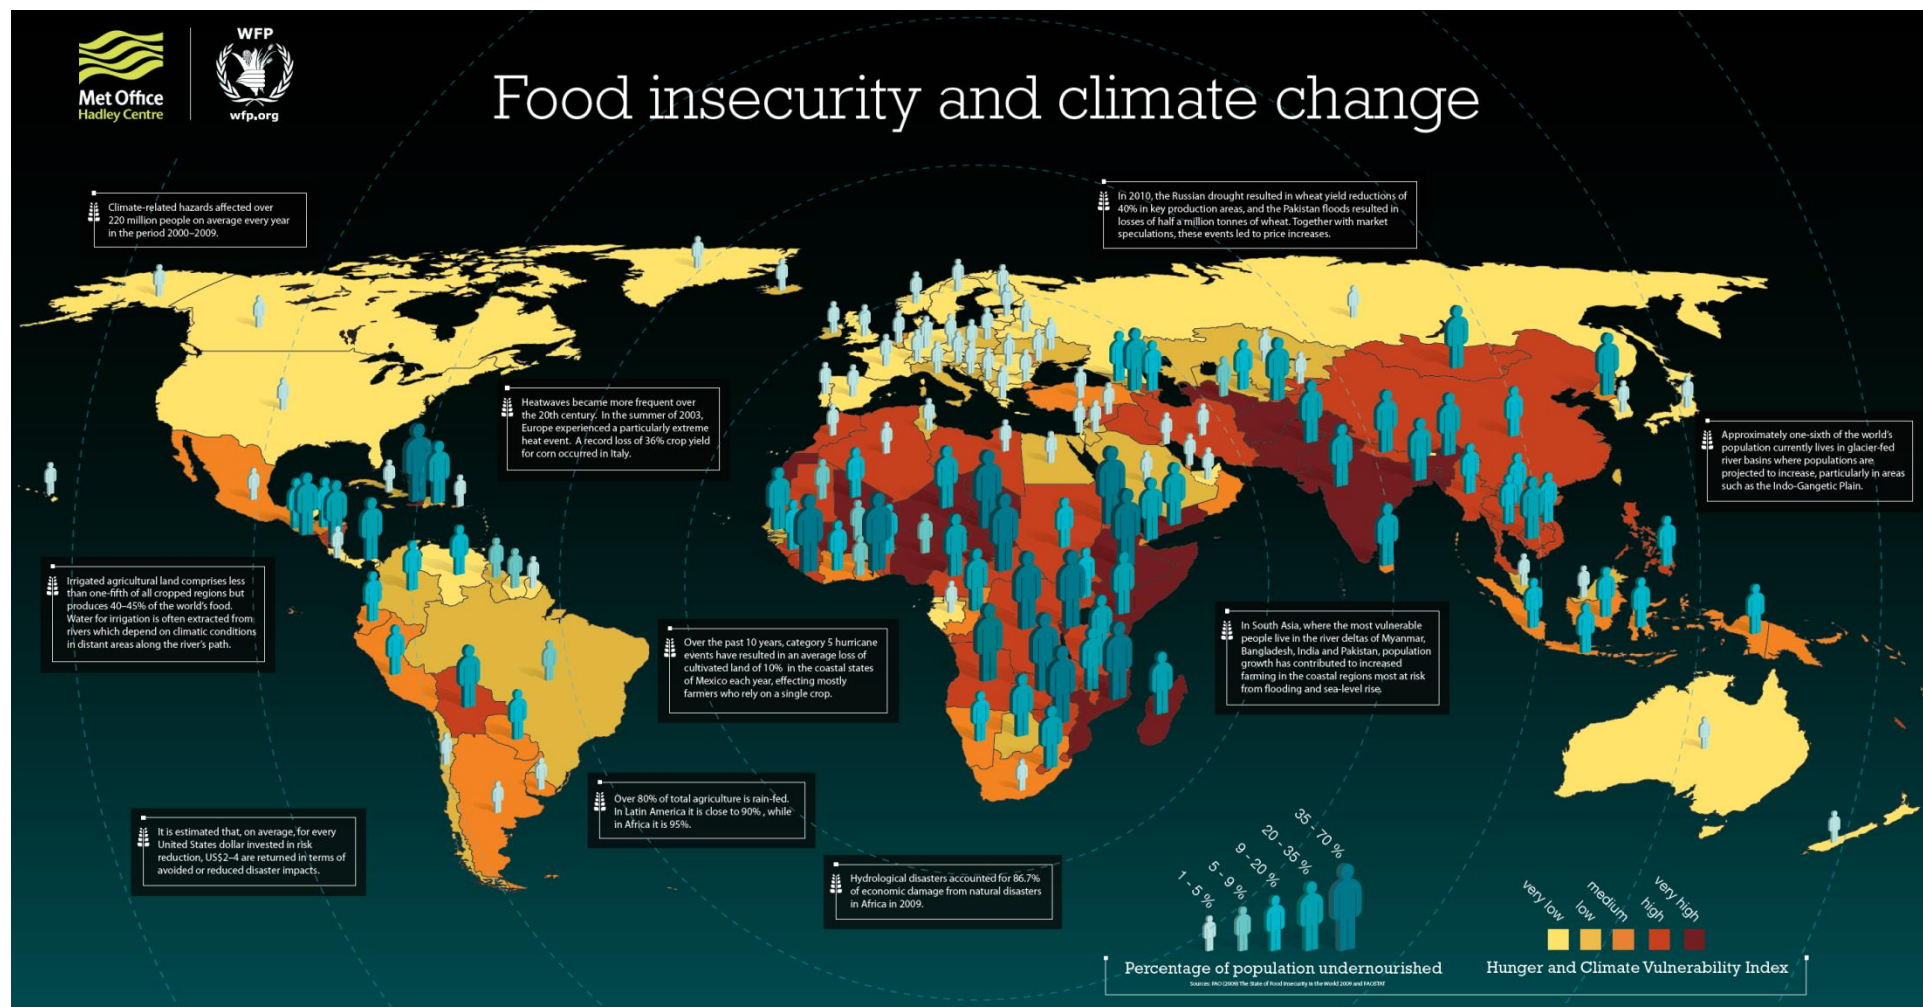 Met Office
Hadley Centre
WFP
wfp.org
Food insecurity and climate change
Climate-related hazards affected over
220 million people on average every year
in the period 2000–2009.
In 2010, the Russian drought resulted in wheat yield reductions of
40% in key production areas, and the Pakistan floods resulted in
losses of half a million tonnes of wheat. Together with market
speculations, these events led to price increases.
Heatwaves became more frequent over
the 20th century. In the summer of 2003,
Europe experienced a particularly extreme
heat event. A record loss of 36% crop yield
for corn occurred in Italy.
Approximately one-sixth of the world's
population currently lives in glacier-fed
river basins where populations are
projected to increase, particularly in areas
such as the Indo-Gangetic Plain.
Irrigated agricultural land comprises less
than one-fifth of all cropped regions but
produces 40–45% of the world's food.
Water for irrigation is often extracted from
rivers which depend on climatic conditions
in distant areas along the river's path.
Over the past 10 years, category 5 hurricane
events have resulted in an average loss of
cultivated land of 10% in the coastal states
of Mexico each year, effecting mostly
farmers who rely on a single crop.
In South Asia, where the most vulnerable
people live in the river deltas of Myanmar,
Bangladesh, India and Pakistan, population
growth has contributed to increased
farming in the coastal regions most at risk
from flooding and sea-level rise.
Over 80% of total agriculture is rain-fed.
In Latin America it is close to 90%, while
in Africa it is 95%.
It is estimated that, on average, for every
United States dollar invested in risk
reduction, US$2–4 are returned in terms of
avoided or reduced disaster impacts.
Hydrological disasters accounted for 86.7%
of economic damage from natural disasters
in Africa in 2009.
1 - 5 %
5 - 9 %
9 - 20 %
20 - 35 %
35 - 70 %
Percentage of population undernourished
Sources: FAO (2009) The State of Food Insecurity in the World 2009 and FAOSTAT
very low
low
medium
high
very high
Hunger and Climate Vulnerability Index